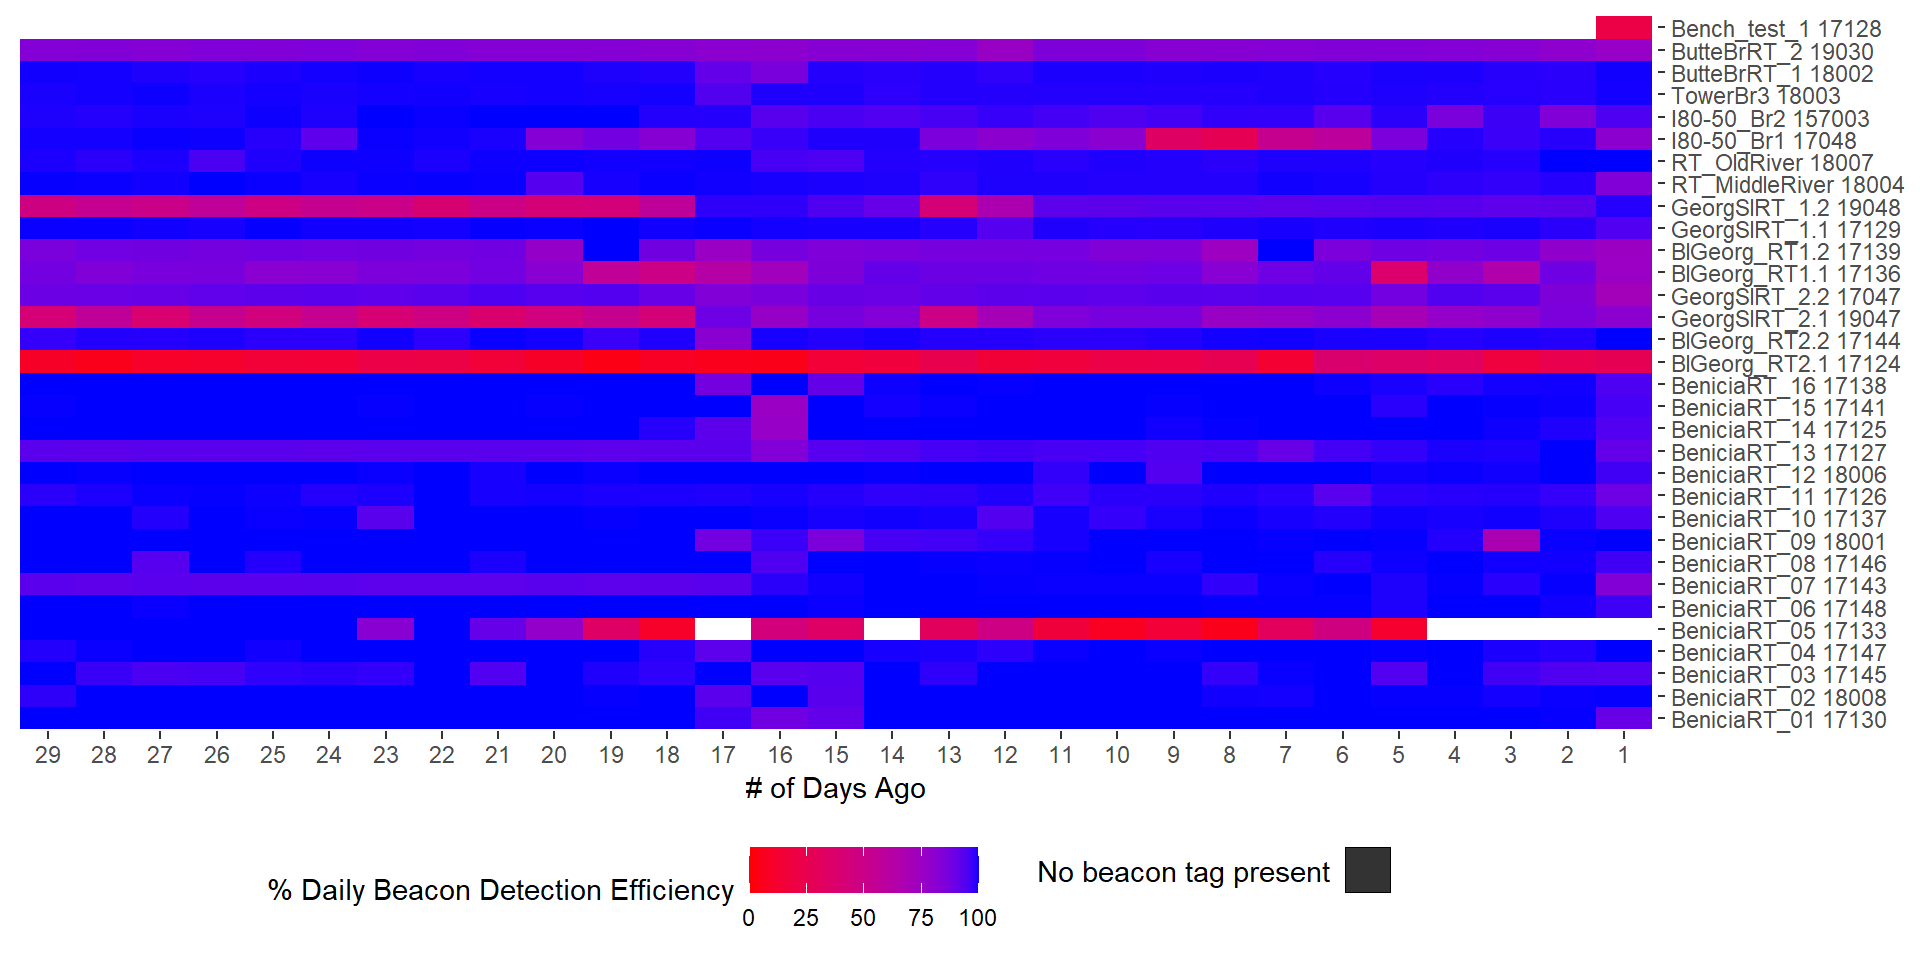 Bench_test_1 17128
ButteBrRT_2 19030
ButteBrRT_1 18002
TowerBr3 18003
I80-50_Br2 157003
I80-50_Br1 17048
RT_OldRiver 18007
RT_MiddleRiver 18004
GeorgSlRT_1.2 19048
GeorgSlRT_1.1 17129
BlGeorg_RT1.2 17139
BlGeorg_RT1.1 17136
GeorgSlRT_2.2 17047
GeorgSlRT_2.1 19047
BlGeorg_RT2.2 17144
BlGeorg_RT2.1 17124
BeniciaRT_16 17138
BeniciaRT_15 17141
BeniciaRT_14 17125
BeniciaRT_13 17127
BeniciaRT_12 18006
BeniciaRT_11 17126
BeniciaRT_10 17137
BeniciaRT_09 18001
BeniciaRT_08 17146
BeniciaRT_07 17143
BeniciaRT_06 17148
BeniciaRT_05 17133
BeniciaRT_04 17147
BeniciaRT_03 17145
BeniciaRT_02 18008
BeniciaRT_01 17130
29 28 27 26 25 24 23 22 21 20 19 18 17 16 15 14 13 12 11 10 9 8 7 6 5 4 3 2 1
# of Days Ago
% Daily Beacon Detection Efficiency
0 25 50 75 100
No beacon tag present